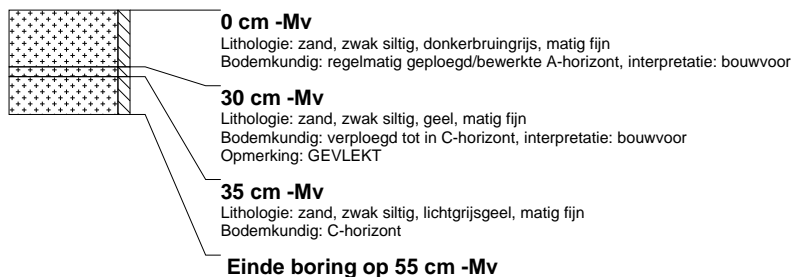 0 cm -Mv
Lithologie: zand, zwak siltig, donkerbruingrijs, matig fijn
Bodemkundig: regelmatig geploegd/bewerkte A-horizont, interpretatie: bouwvoor
30 cm -Mv
Lithologie: zand, zwak siltig, geel, matig fijn
Bodemkundig: verploegd tot in C-horizont, interpretatie: bouwvoor
Opmerking: GEVLEKT
35 cm -Mv
Lithologie: zand, zwak siltig, lichtgrijsgeel, matig fijn
Bodemkundig: C-horizont
Einde boring op 55 cm -Mv